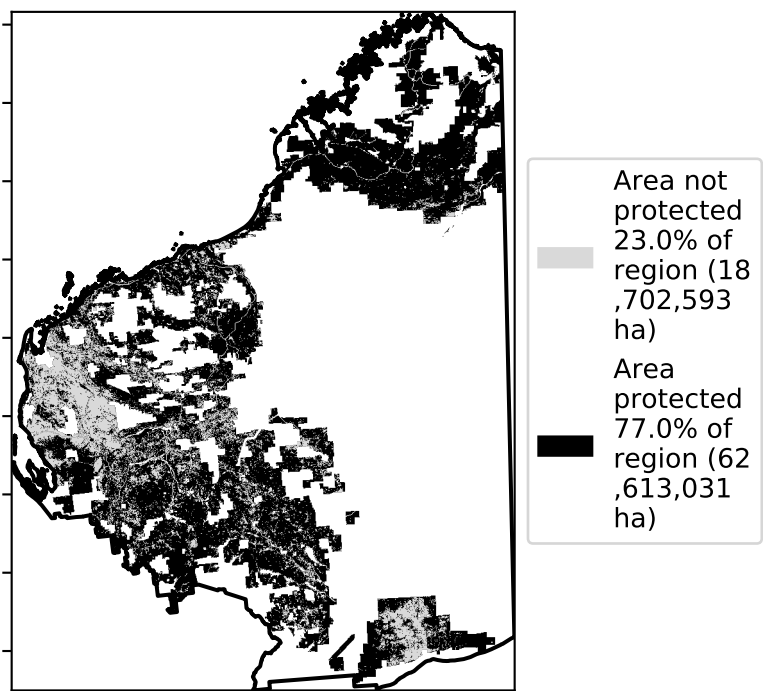 Area not
protected
23.0% of
region (18
,702,593
ha)
Area
protected
77.0% of
region (62
,613,031
ha)